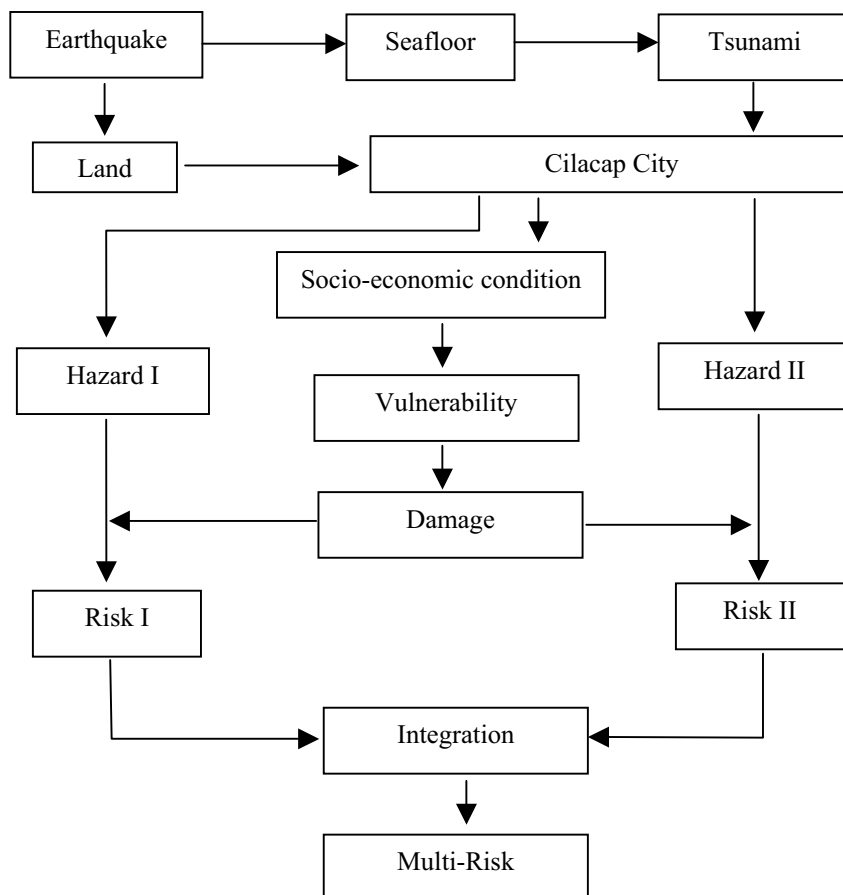 Earthquake
Seafloor
Tsunami
Land
Cilacap City
Socio-economic condition
Hazard I
Hazard II
Vulnerability
Damage
Risk I
Risk II
Integration
Multi-Risk